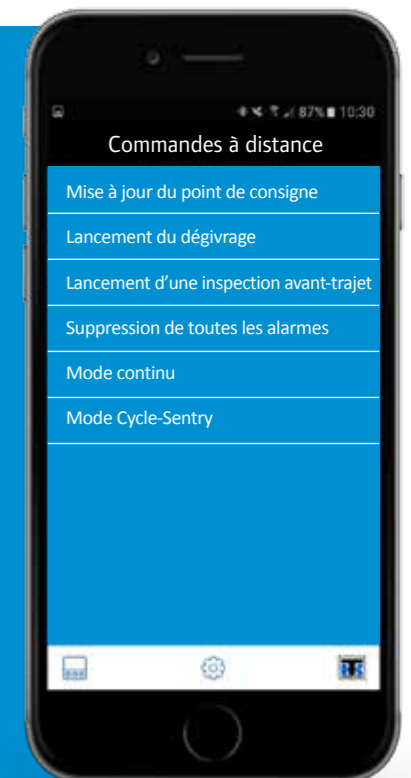 87% 10:30
Commandes à distance
Mise à jour du point de consigne
Lancement du dégivrage
Lancement d’une inspection avant-trajet
Suppression de toutes les alarmes
Mode continu
Mode Cycle-Sentry